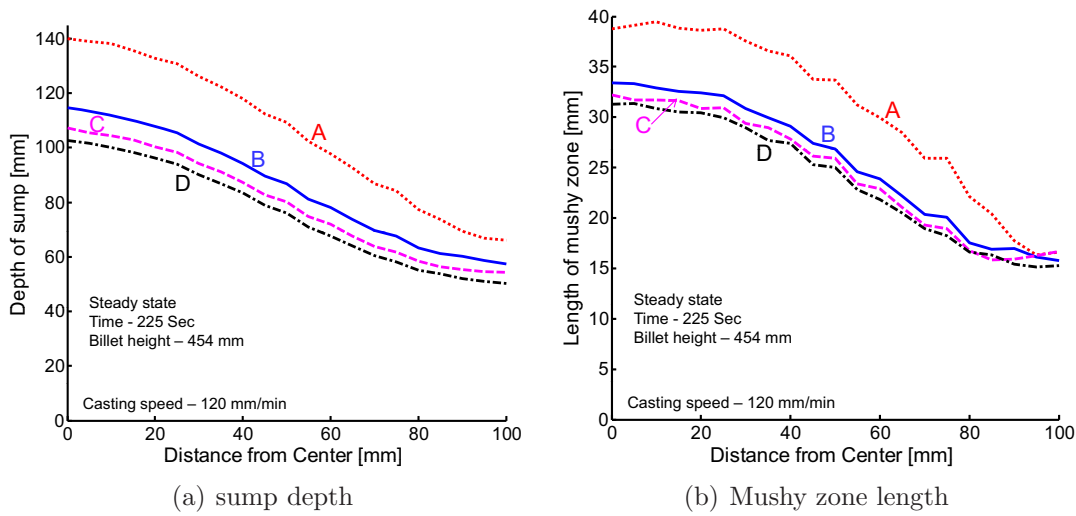 140
120
100
80
60
40
20
0
Depth of sump [mm]
A
B
C
D
Steady state
Time - 225 Sec
Billet height – 454 mm
Casting speed – 120 mm/min
0 20 40 60 80 100
Distance from Center [mm]
(a) sump depth
40
35
30
25
20
15
10
5
0
Length of mushy zone [mm]
A
B
C
D
Steady state
Time - 225 Sec
Billet height – 454 mm
Casting speed – 120 mm/min
0 20 40 60 80 100
Distance from Center [mm]
(b) Mushy zone length